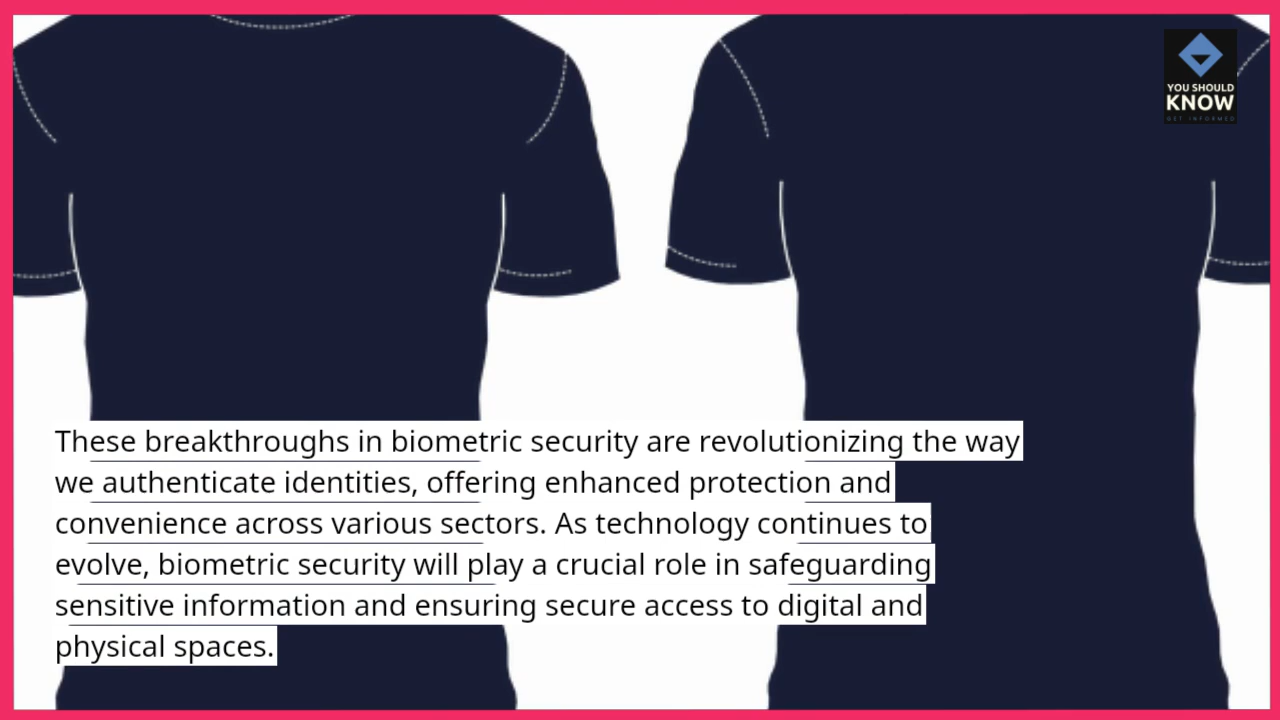 YOU SHOULD
KNOW
GET INFORMED
These breakthroughs in biometric security are revolutionizing the way
we authenticate identities, offering enhanced protection and
convenience across various sectors. As technology continues to
evolve, biometric security will play a crucial role in safeguarding
sensitive information and ensuring secure access to digital and
physical spaces.